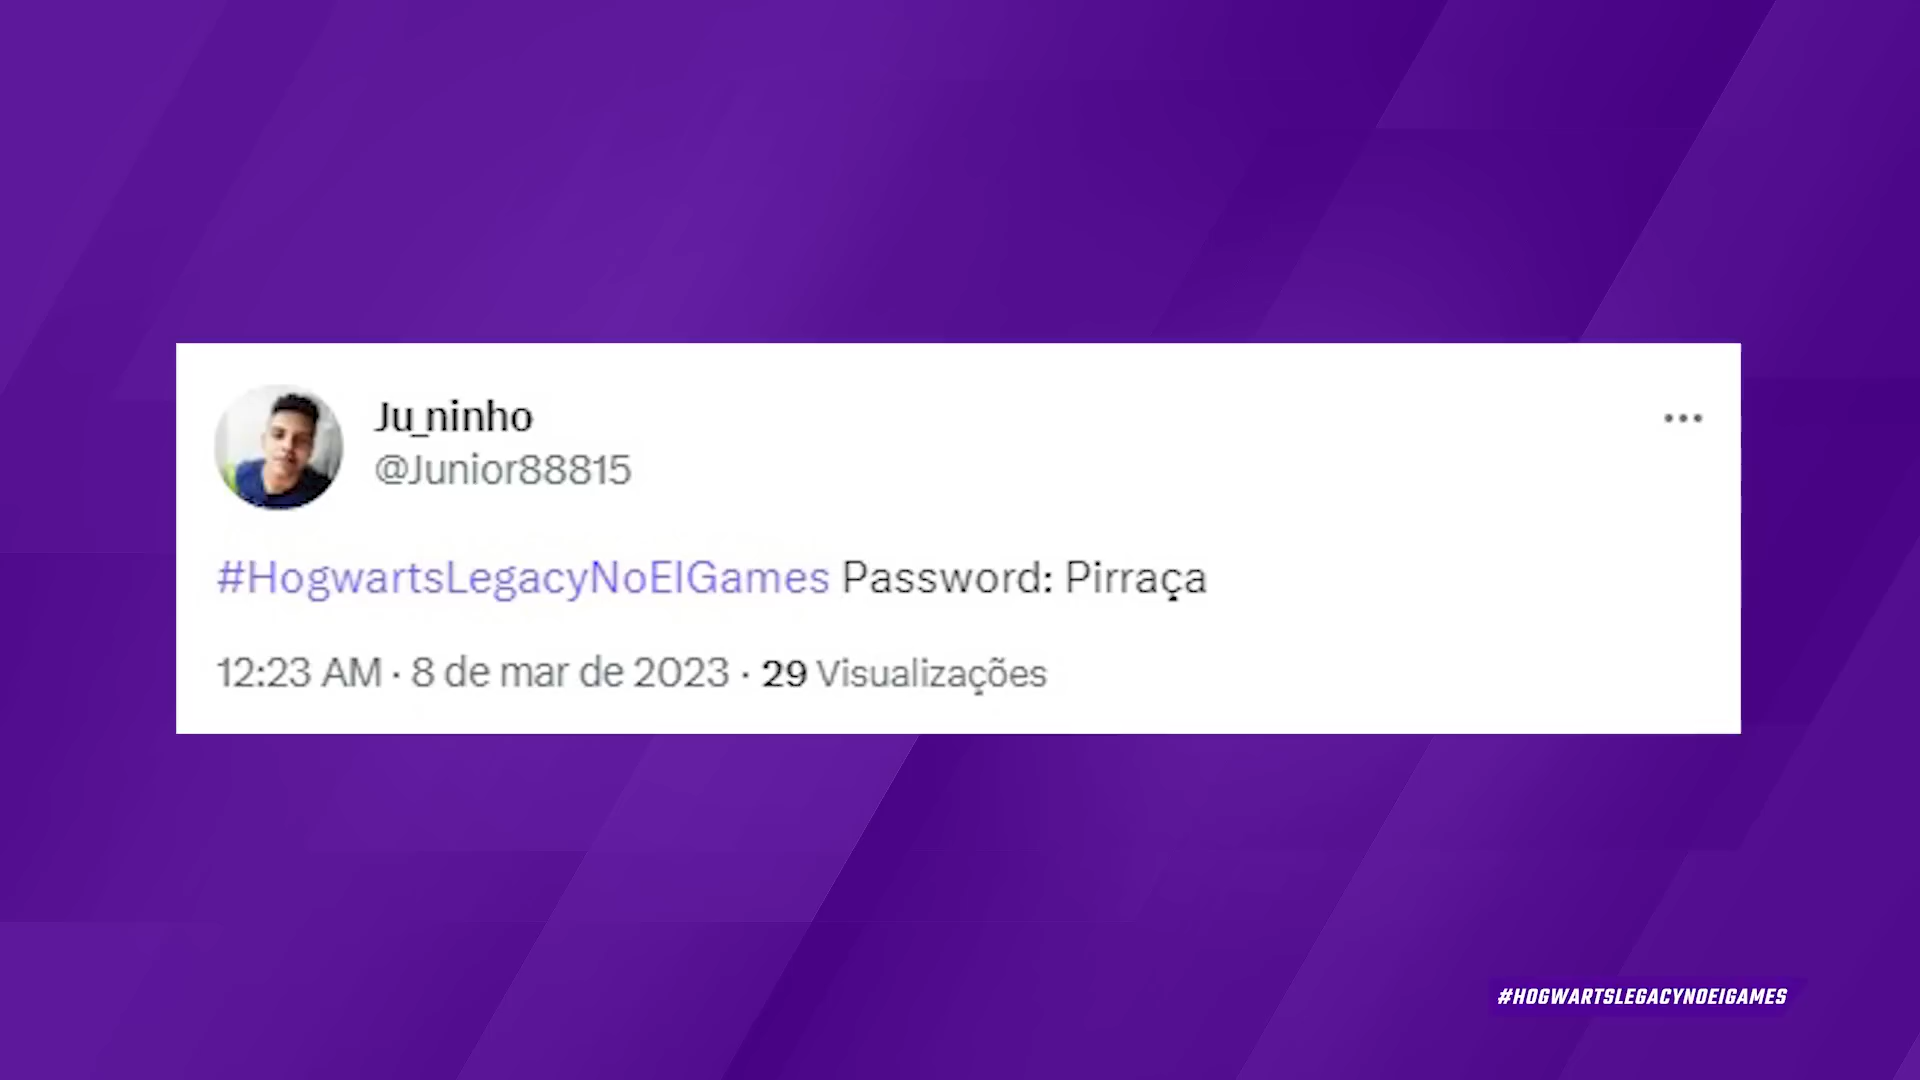 Ju_ninho
@Junior88815
#HogwartsLegacyNoEIGames Password: Pirraça
12:23 AM · 8 de mar de 2023 · 29 Visualizações
#HOGWARTSLEGACYNOEIGAMES